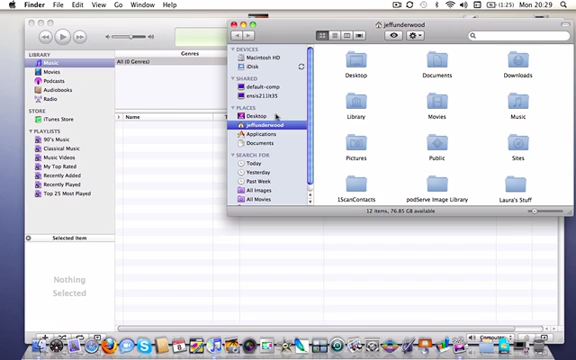 Finder File Edit View Go Window Help
(1:25) Mon 20:29
LIBRARY
Music
Movies
Podcasts
Audiobooks
Radio
STORE
iTunes Store
PLAYLISTS
90's Music
Classical Music
Music Videos
My Top Rated
Recently Added
Recently Played
Top 25 Most Played
Selected Item
Nothing
Selected
Genres
All (0 Genres)
Name
jeffunderwood
DEVICES
Macintosh HD
iDisk
SHARED
default-comp
PLACES
Desktop
jeffunderwood
Applications
Documents
SEARCH FOR
Today
Yesterday
Past Week
All Images
All Movies
Desktop Documents Downloads
Library Movies Music
Pictures Public Sites
1ScanContacts podServe Image Library Laura's Stuff
12 items, 76.85 GB available
Computer